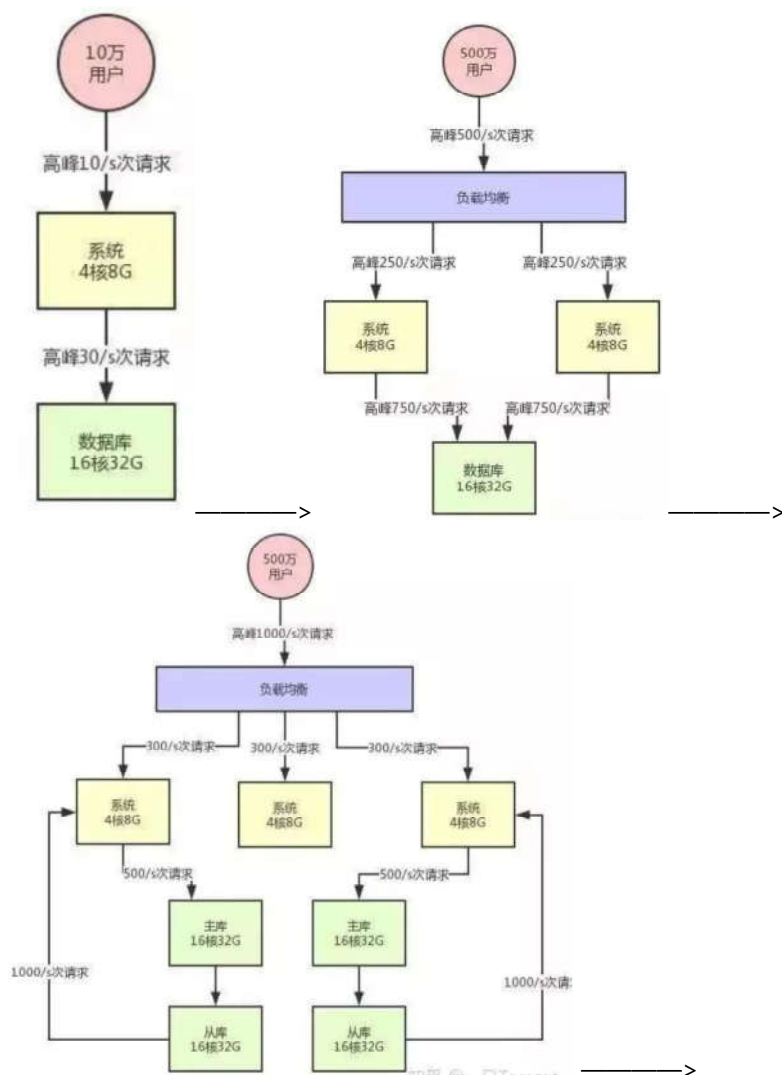 10万
用户
高峰10/s次请求
系统
4核8G
高峰30/s次请求
数据库
16核32G
500万
用户
高峰500/s次请求
负载均衡
高峰250/s次请求
高峰250/s次请求
系统
4核8G
系统
4核8G
高峰750/s次请求
高峰750/s次请求
数据库
16核32G
500万
用户
高峰1000/s次请求
负载均衡
300/s次请求
300/s次请求
300/s次请求
系统
4核8G
系统
4核8G
系统
4核8G
500/s次请求
500/s次请求
主库
16核32G
主库
16核32G
1000/s次请求
1000/s次请
从库
16核32G
从库
16核32G